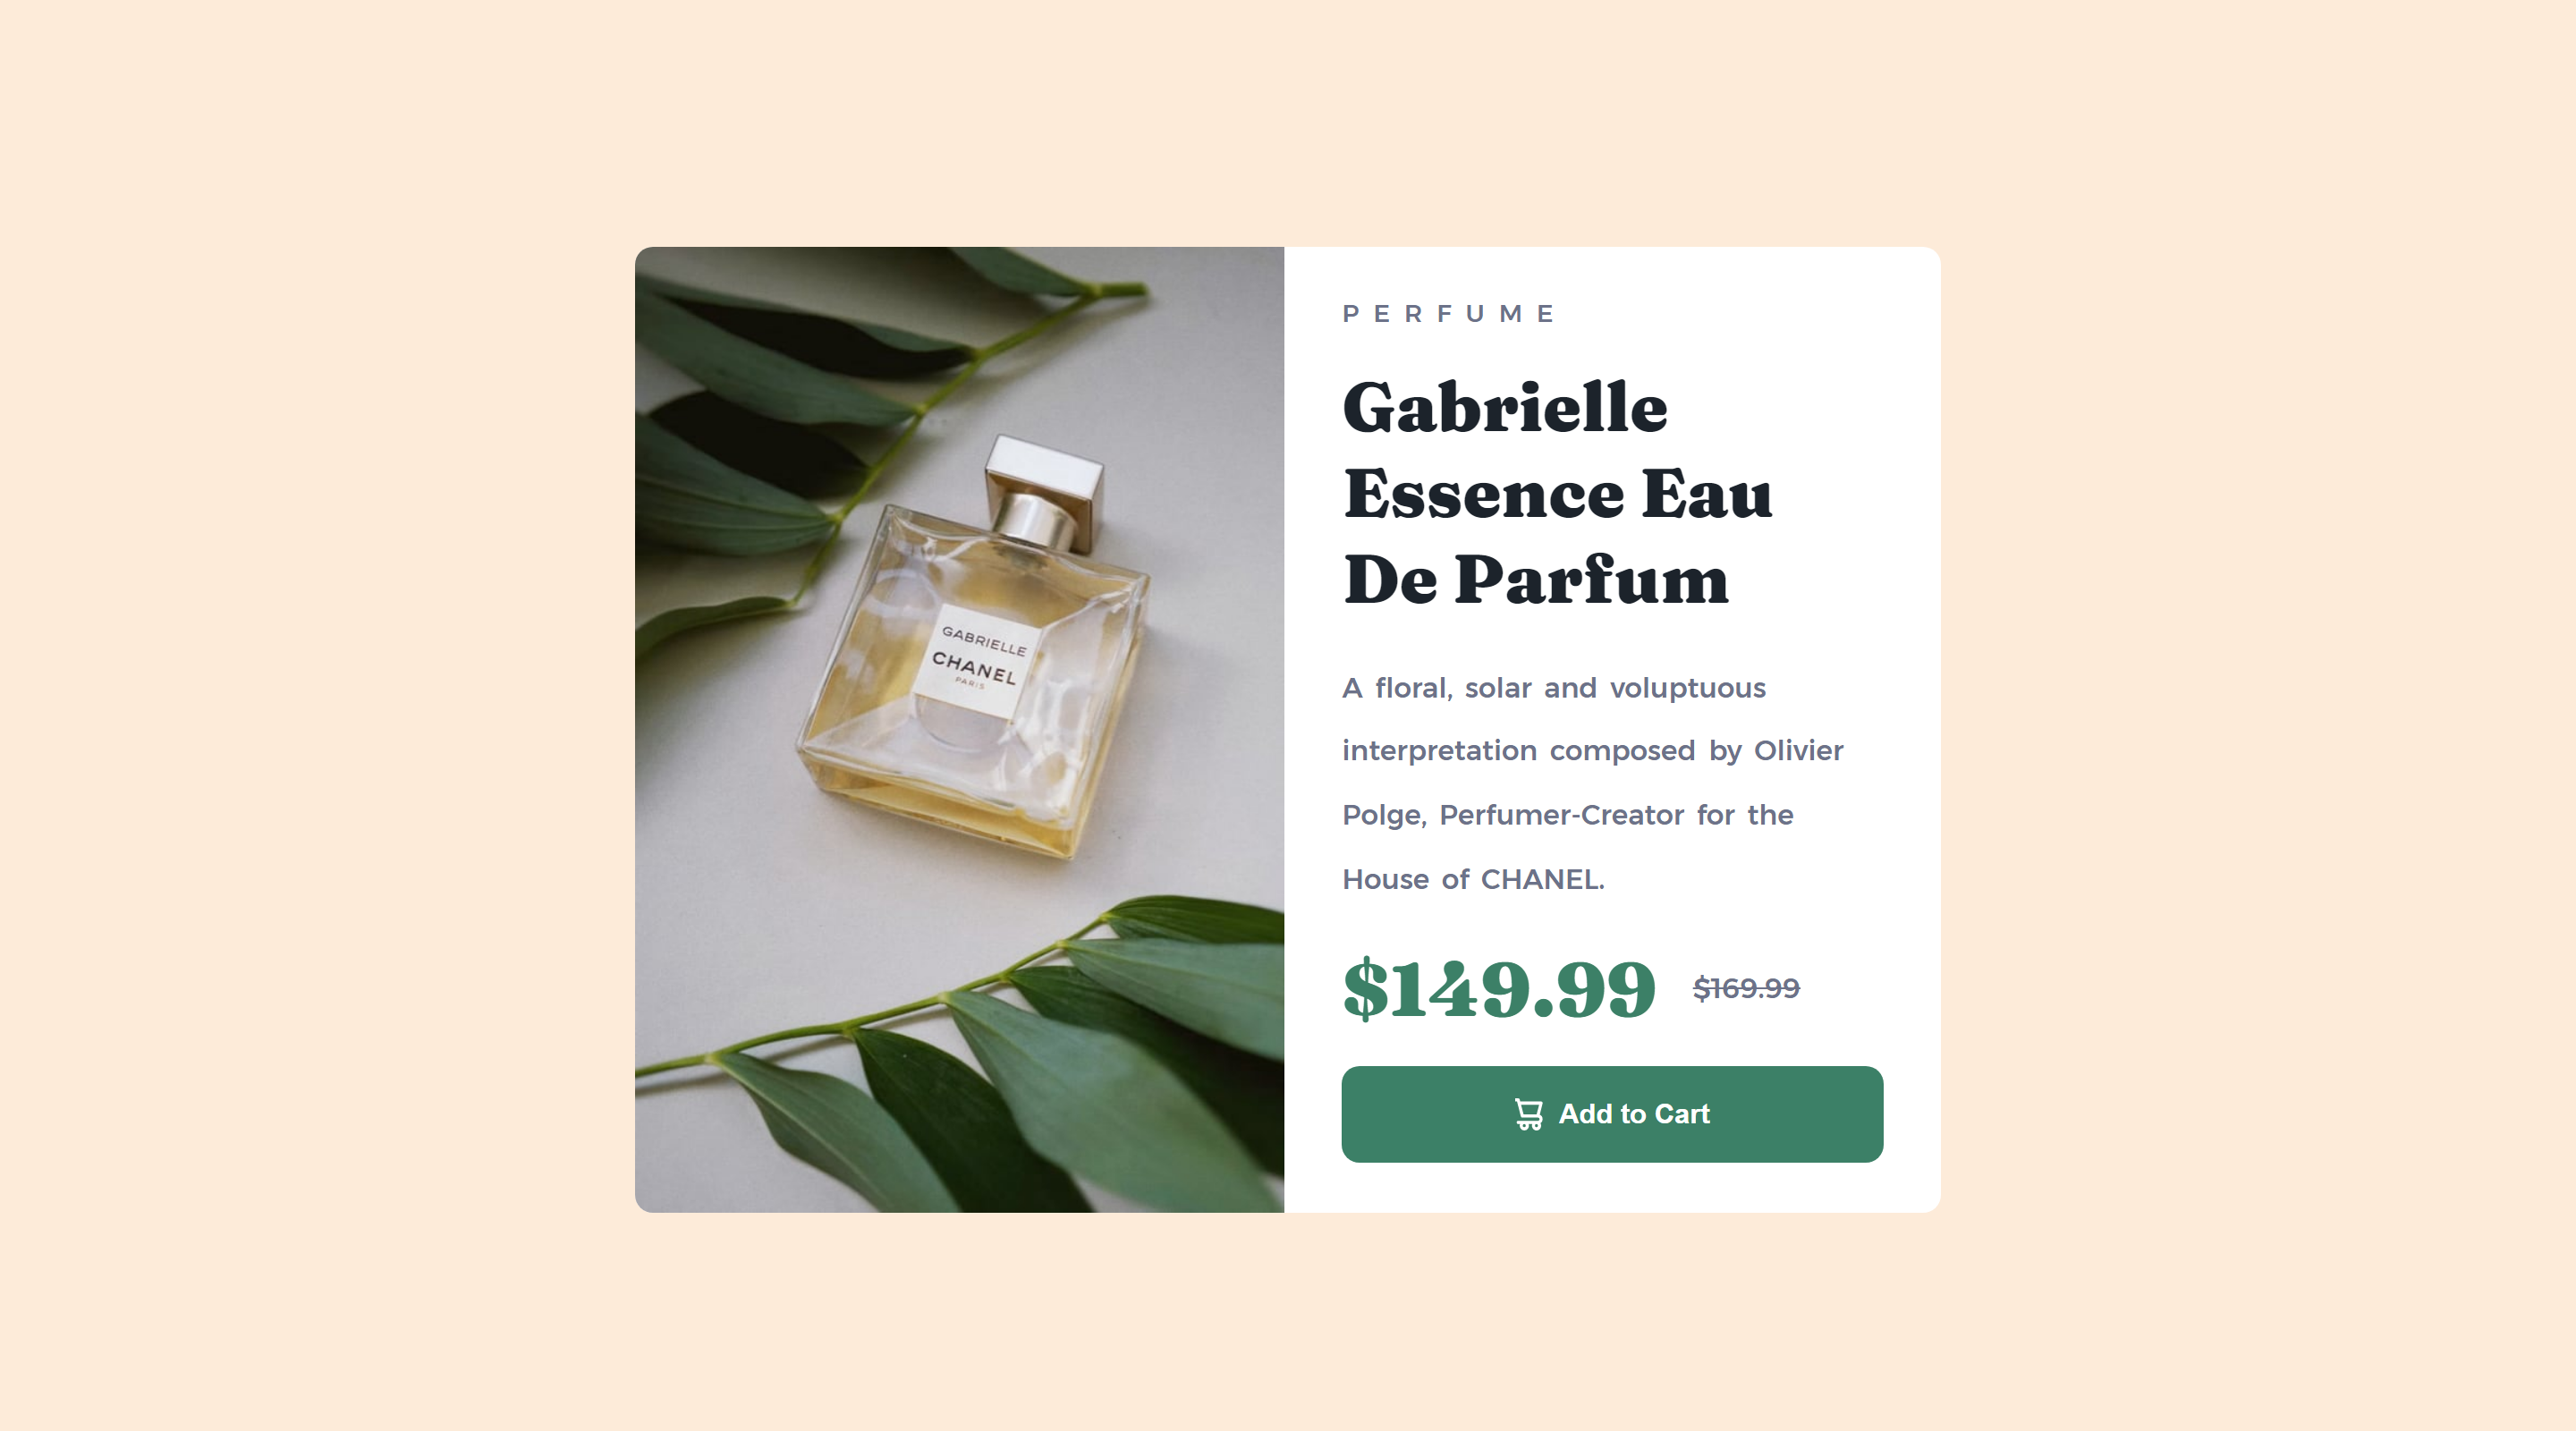 GABRIELLE
CHANEL
PARIS
PERFUME
Gabrielle
Essence Eau
De Parfum
A floral, solar and voluptuous
interpretation composed by Olivier
Polge, Perfumer-Creator for the
House of CHANEL.
$149.99 $169.99
Add to Cart